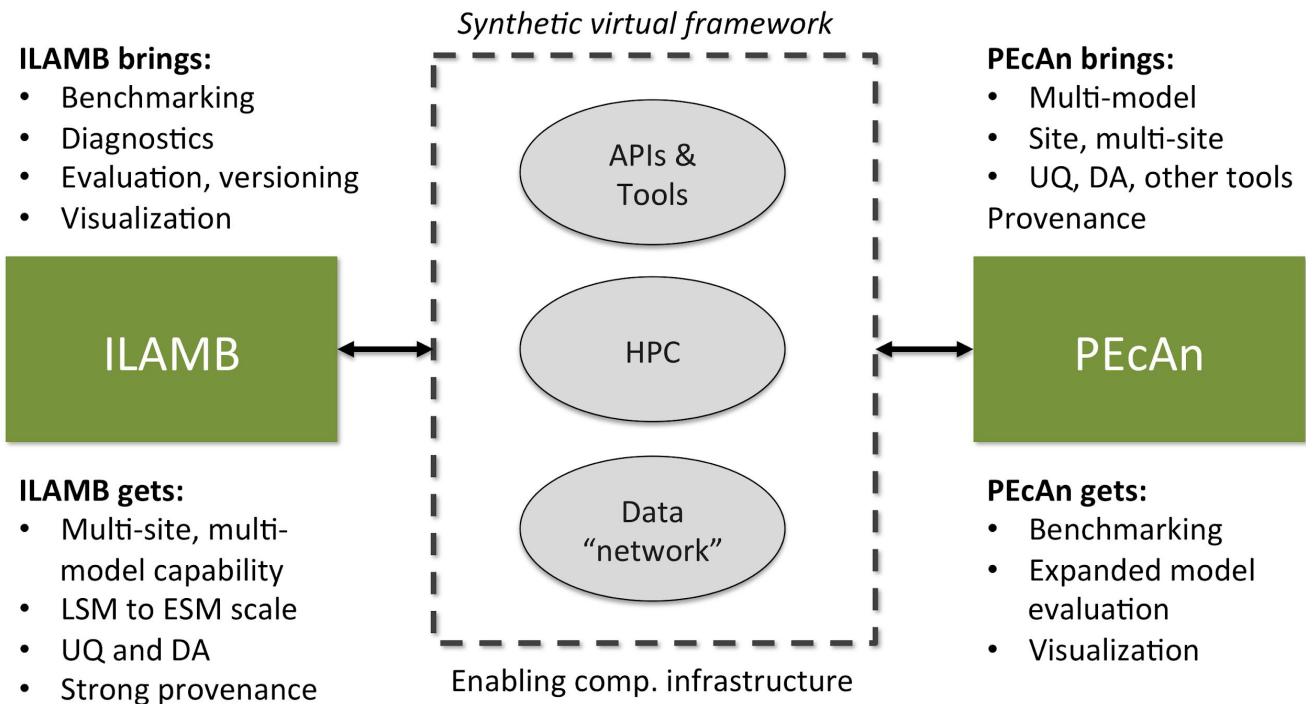 Synthetic virtual framework
ILAMB brings:
• Benchmarking
• Diagnostics
• Evaluation, versioning
• Visualization
ILAMB
ILAMB gets:
• Multi-site, multi-
model capability
• LSM to ESM scale
• UQ and DA
• Strong provenance
APIs &
Tools
HPC
Data
“network”
Enabling comp. infrastructure
PEcAn brings:
• Multi-model
• Site, multi-site
• UQ, DA, other tools
Provenance
PEcAn
PEcAn gets:
• Benchmarking
• Expanded model
evaluation
• Visualization